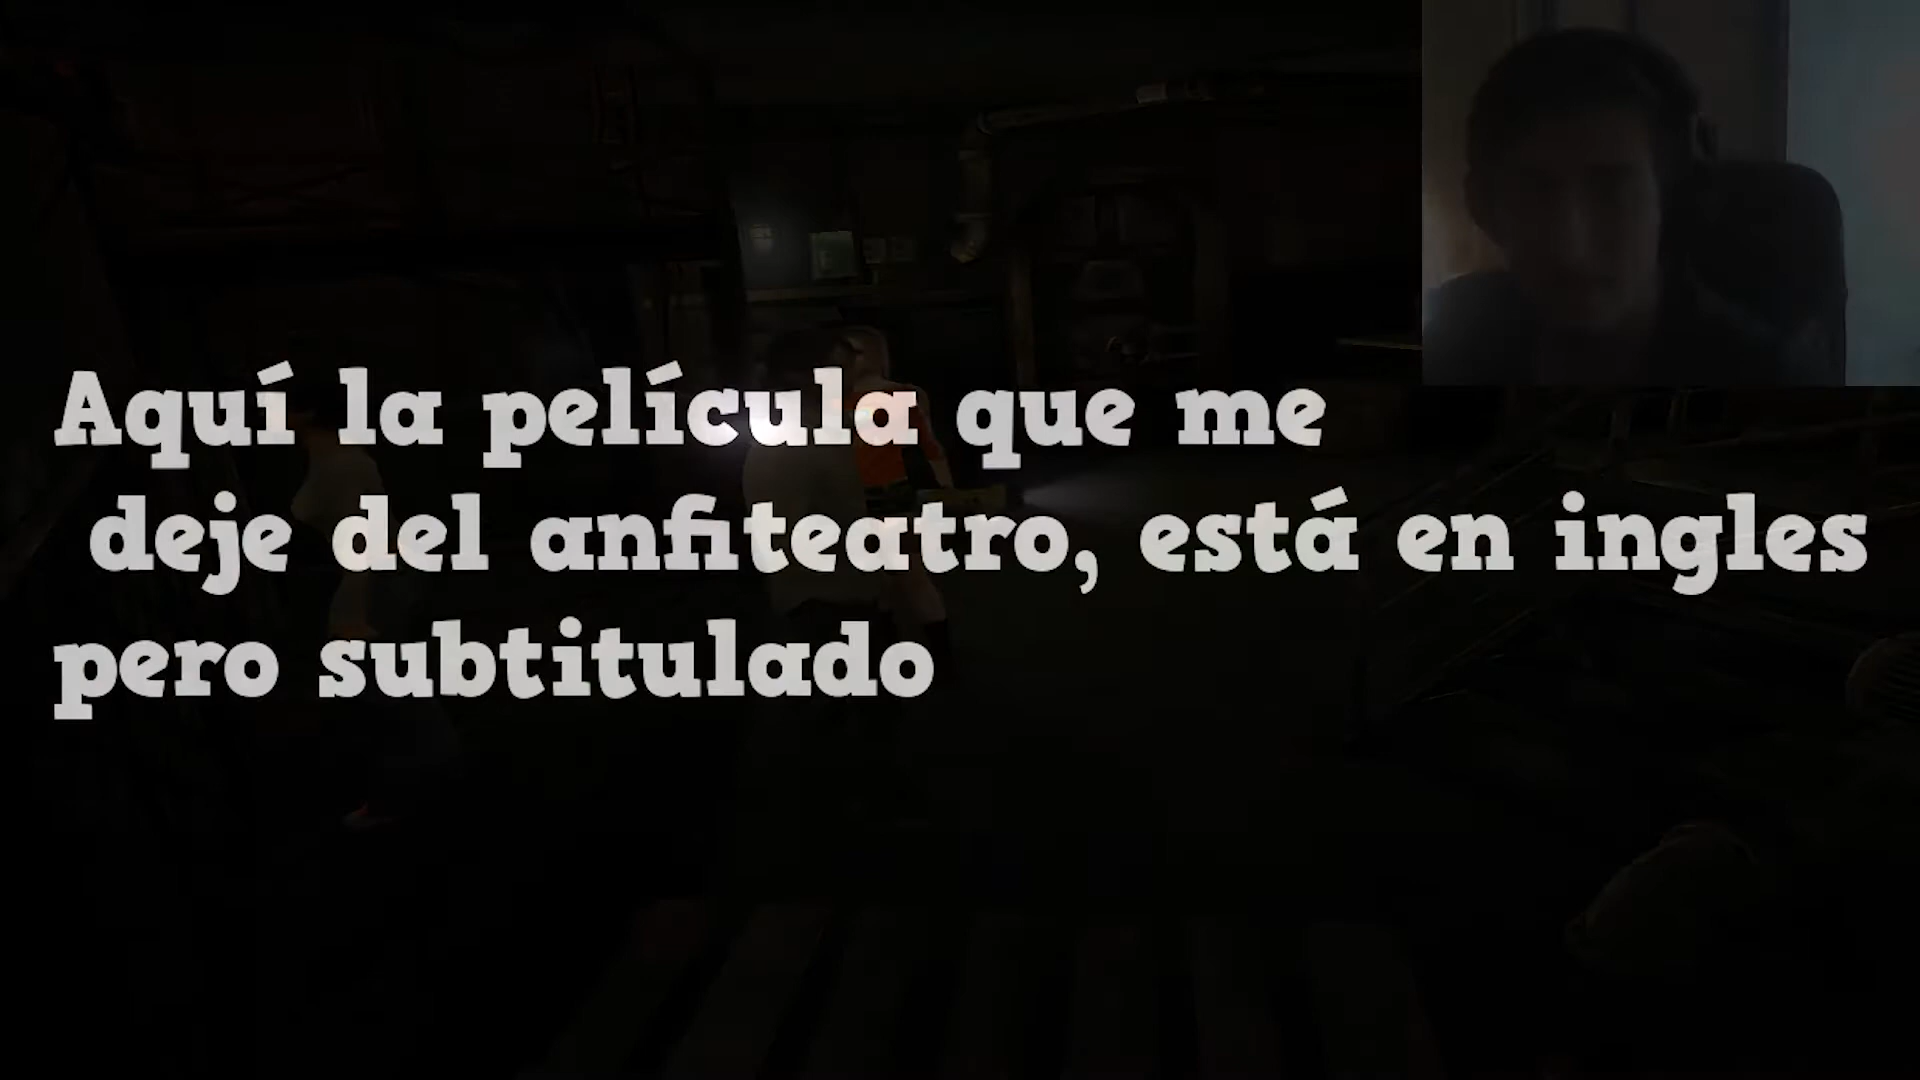 Aquí la película que me
deje del anfiteatro, está en ingles
pero subtitulado